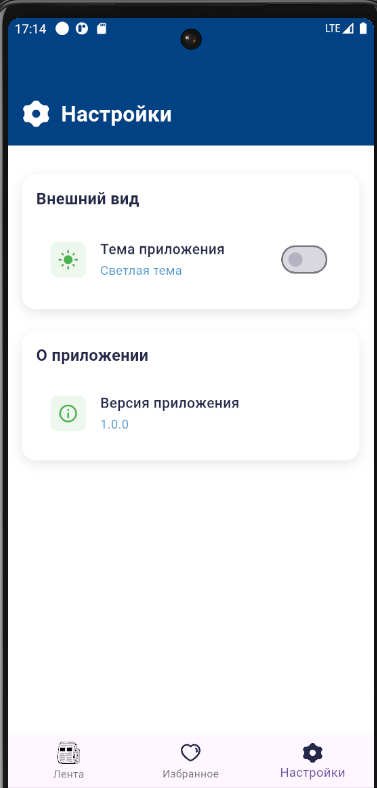 17:14
LTE
Настройки
Внешний вид
Тема приложения
Светлая тема
О приложении
Версия приложения
1.0.0
Лента
Избранное
Настройки